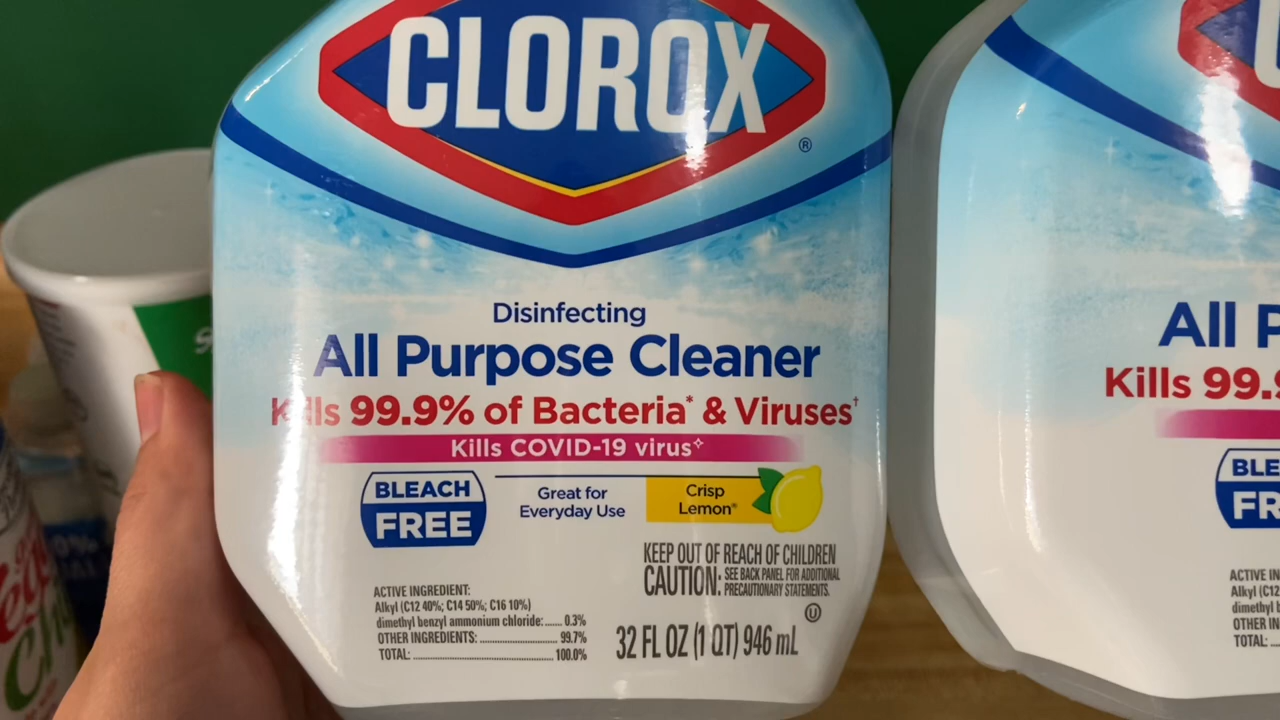 CLOROX
®
Disinfecting
All Purpose Cleaner
Kills 99.9% of Bacteria* & Viruses†
Kills COVID-19 virus✧
BLEACH
FREE
Great for
Everyday Use
Crisp
Lemon®
KEEP OUT OF REACH OF CHILDREN
CAUTION: SEE BACK PANEL FOR ADDITIONAL
PRECAUTIONARY STATEMENTS.
ACTIVE INGREDIENT:
Alkyl (C12 40%; C14 50%; C16 10%)
dimethyl benzyl ammonium chloride: ...... 0.3%
OTHER INGREDIENTS: .......................... 99.7%
TOTAL: ............................................. 100.0%
U
32 FL OZ (1 QT) 946 mL
All P
Kills 99.9
BLE
FR
ACTIVE IN
Alkyl (C12
dimethyl b
OTHER IN
TOTAL: ...
0%